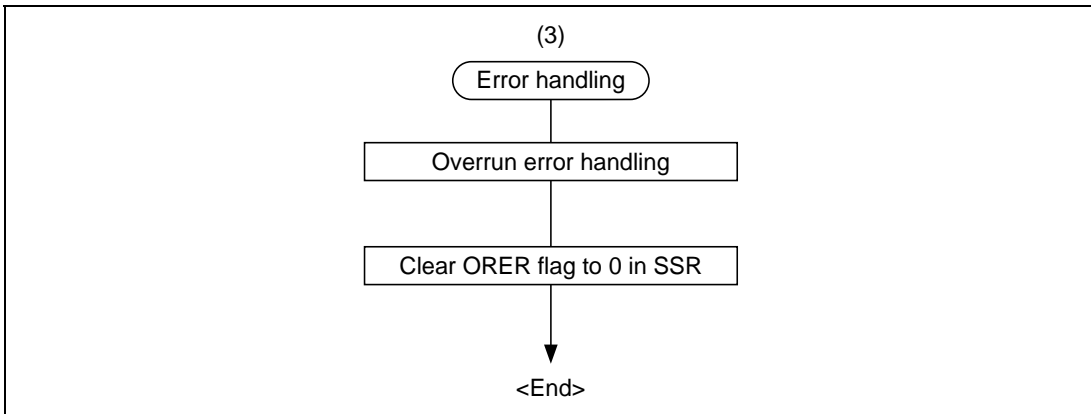 (3)
Error handling
Overrun error handling
Clear ORER flag to 0 in SSR
<End>